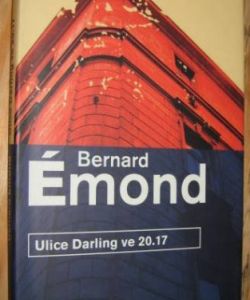 Bernard
Émond
Ulice Darling ve 20.17